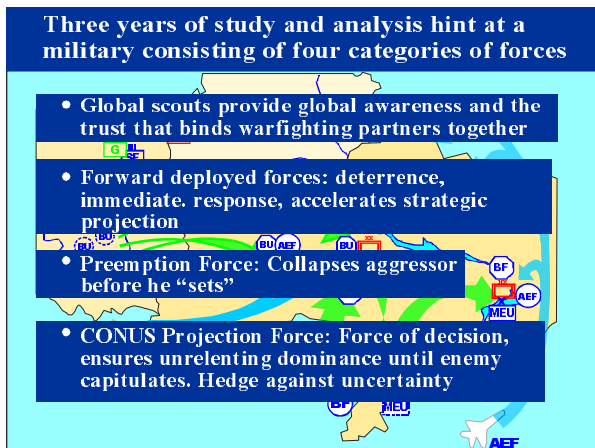 Three years of study and analysis hint at a
military consisting of four categories of forces
• Global scouts provide global awareness and the
trust that binds warfighting partners together
G
SF
• Forward deployed forces: deterrence,
immediate. response, accelerates strategic
projection
BU
BU
BU
AEF
BU
xx
• Preemption Force: Collapses aggressor
before he “sets”
BF
AEF
MEU
• CONUS Projection Force: Force of decision,
ensures unrelenting dominance until enemy
capitulates. Hedge against uncertainty
BF
MEU
AEF